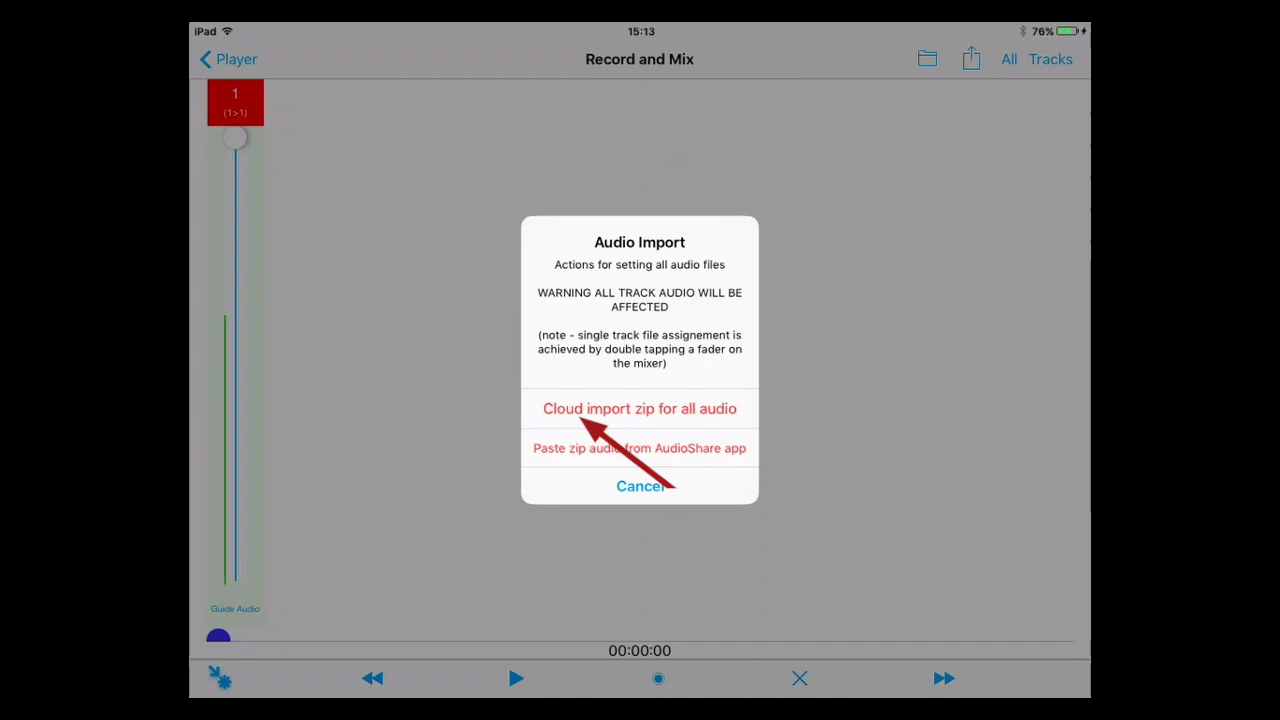 iPad 15:13 76%
Player Record and Mix All Tracks
1
(1>1)
Audio Import
Actions for setting all audio files
WARNING ALL TRACK AUDIO WILL BE
AFFECTED
(note - single track file assignement is
achieved by double tapping a fader on
the mixer)
Cloud import zip for all audio
Paste zip audio from AudioShare app
Cancel
Guide Audio
00:00:00